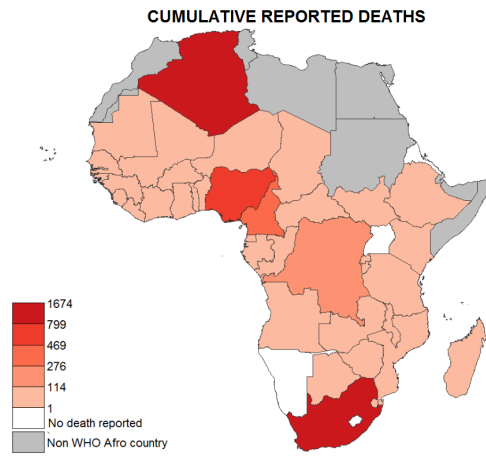 CUMULATIVE REPORTED DEATHS
1674
799
469
276
114
1
No death reported
Non WHO Afro country